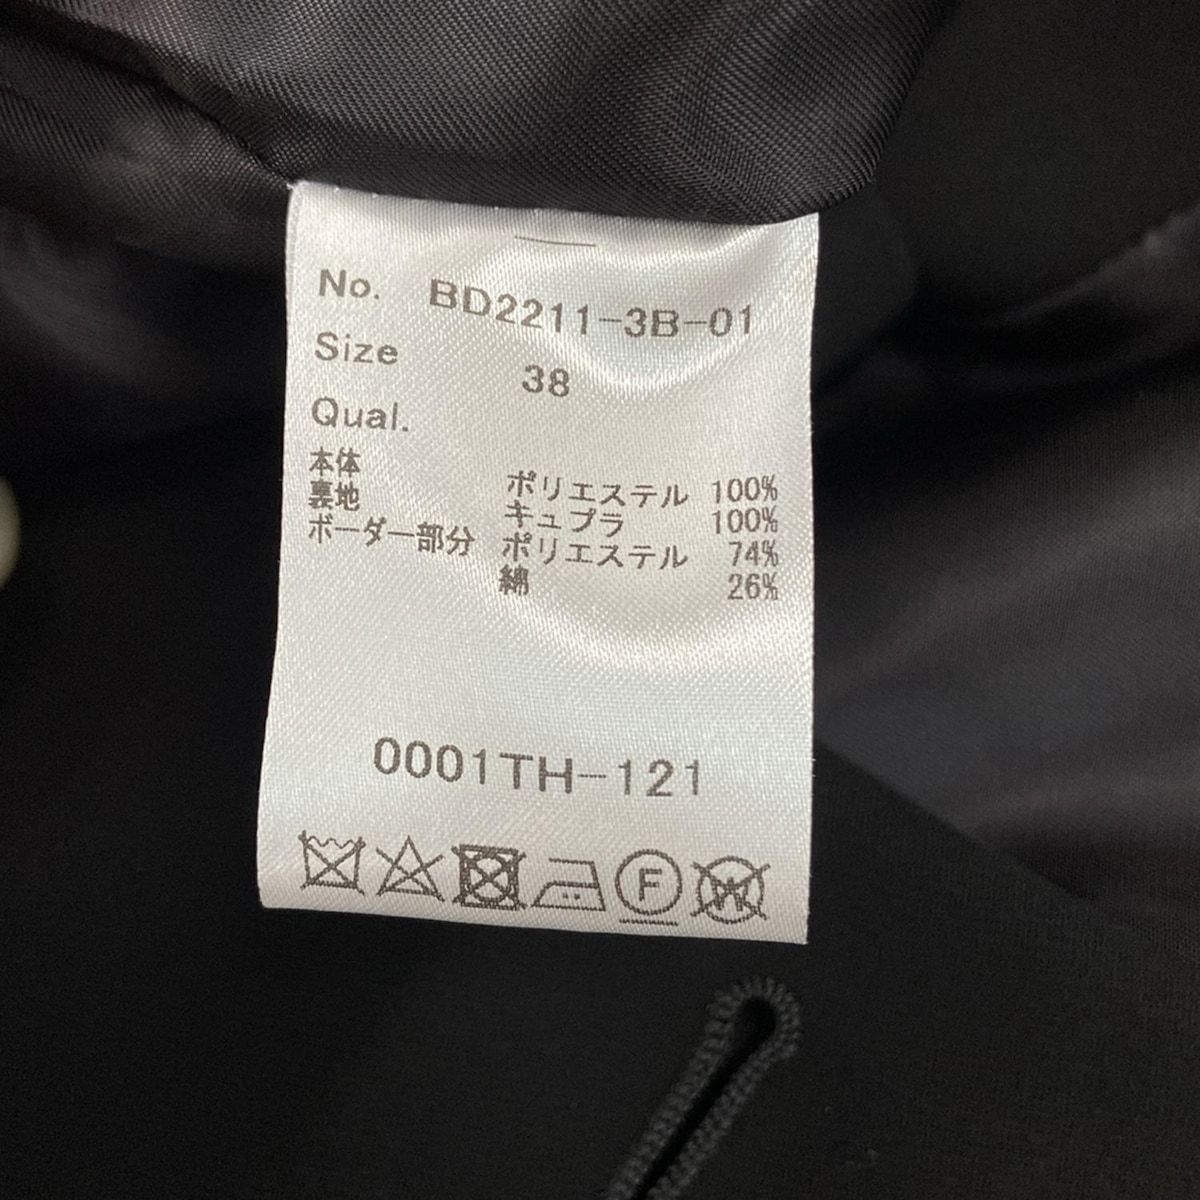 No. BD2211-3B-01
Size 38
Qual.
本体 ポリエステル 100%
裏地 キュプラ 100%
ボーダー部分 ポリエステル 74%
綿 26%
0001TH-121
F W